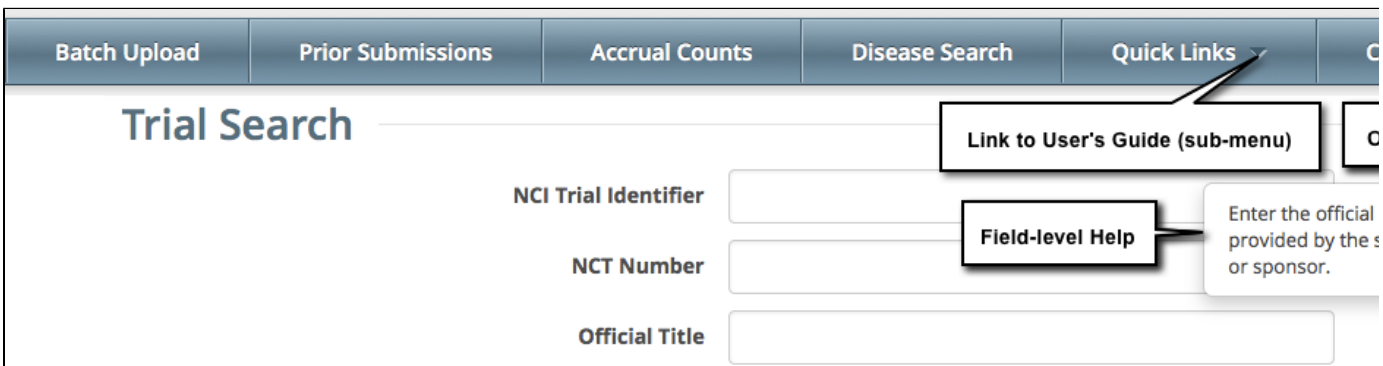 Batch Upload Prior Submissions Accrual Counts Disease Search Quick Links C
Trial Search
Link to User's Guide (sub-menu)
NCI Trial Identifier
Enter the official
Field-level Help
provided by the s
NCT Number
or sponsor.
Official Title